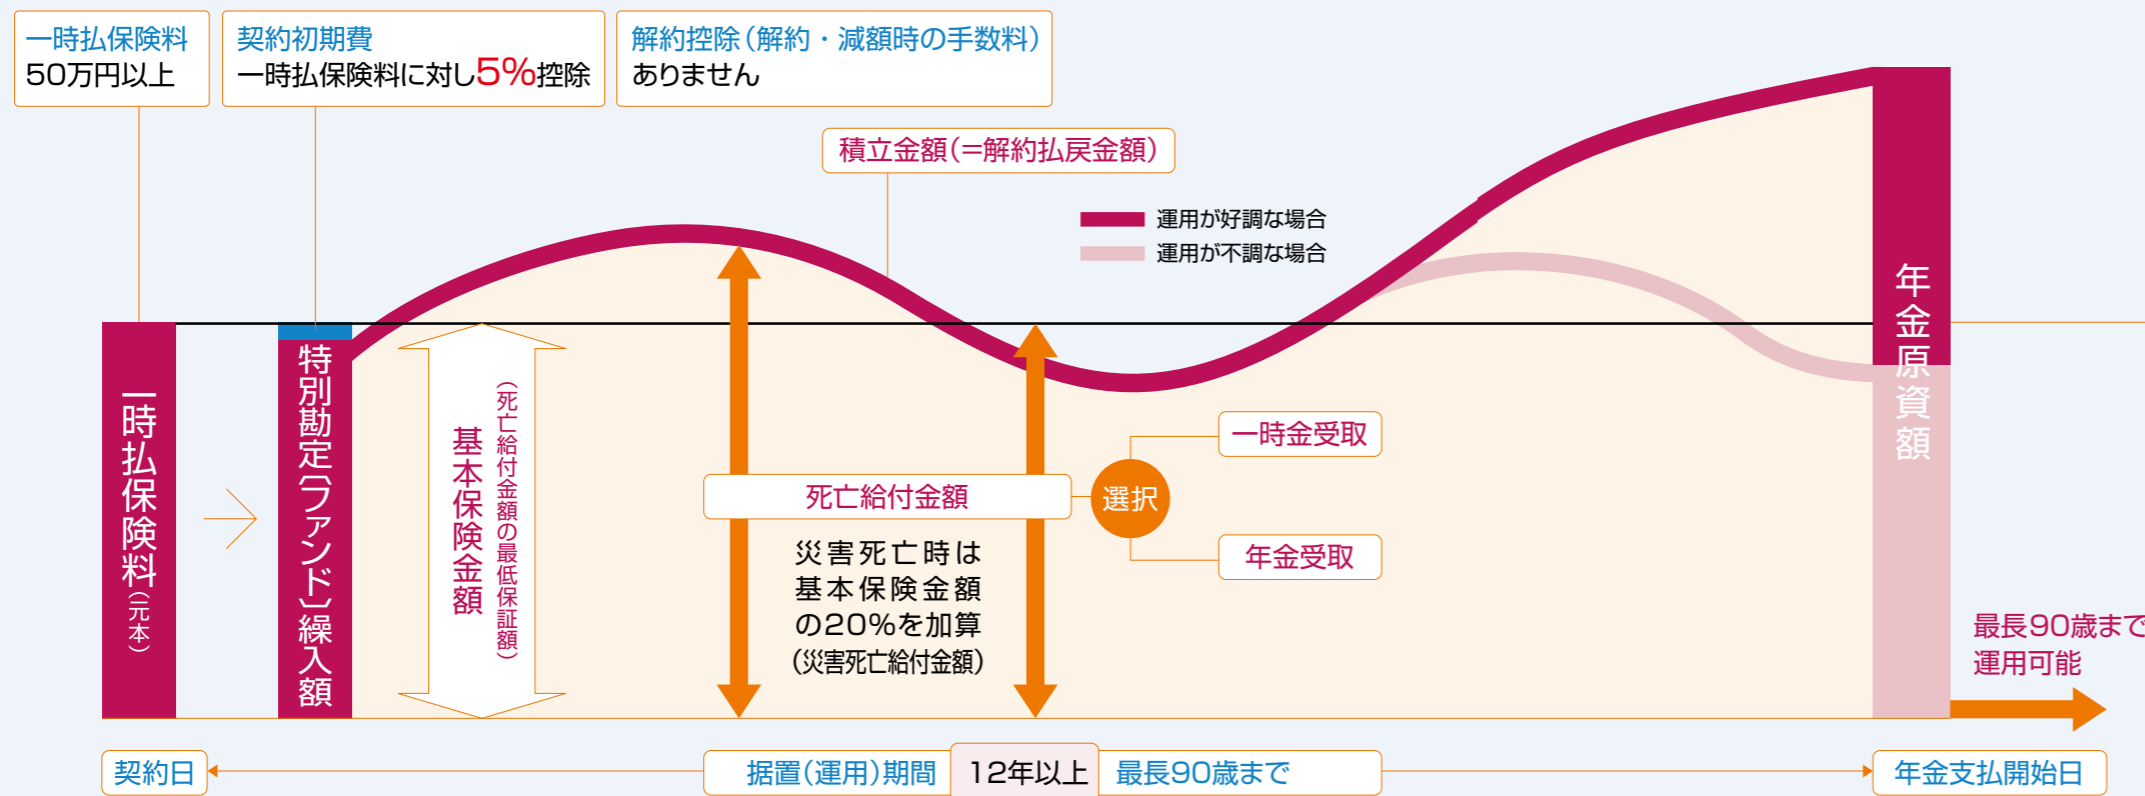 一時払保険料
50万円以上
契約初期費
一時払保険料に対し5%控除
解約控除(解約・減額時の手数料)
ありません
積立金額(=解約払戻金額)
運用が好調な場合
運用が不調な場合
一時払保険料(元本)
特別勘定〔ファンド〕繰入額
基本保険金額
(死亡給付金額の最低保証額)
死亡給付金額
災害死亡時は
基本保険金額
の20%を加算
(災害死亡給付金額)
選択
一時金受取
年金受取
年金原資額
最長90歳まで
運用可能
契約日
据置(運用)期間
12年以上
最長90歳まで
年金支払開始日